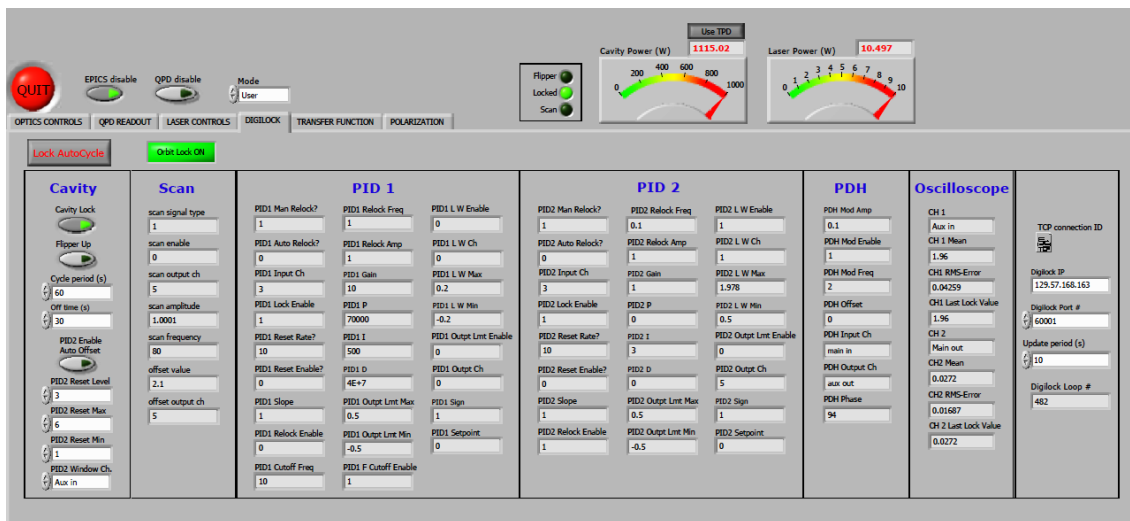 Use TPD
Cavity Power (W) 1115.02 Laser Power (W) 10.497
0 200 400 600 800 1000
0 1 2 3 4 5 6 7 8 9 10
QUIT EPICS disable QPD disable Mode
User
Flipper
Locked
Scan
OPTICS CONTROLS QPD READOUT LASER CONTROLS DIGILOCK TRANSFER FUNCTION POLARIZATION
Lock AutoCycle Orbit Lock ON
Cavity
Cavity Lock
Flipper Up
Cycle period (s)
60
Off time (s)
30
PID2 Enable
Auto Offset
PID2 Reset Level
3
PID2 Reset Max
6
PID2 Reset Min
1
PID2 Window Ch.
Aux in
Scan
scan signal type
1
scan enable
0
scan output ch
5
scan amplitude
1.0001
scan frequency
80
offset value
2.1
offset output ch
5
PID 1
PID1 Man Relock? PID1 Relock Freq PID1 L W Enable
1 1 0
PID1 Auto Relock? PID1 Relock Amp PID1 L W Ch
0 1 1
PID1 Input Ch PID1 Gain PID1 L W Max
3 10 0.2
PID1 Lock Enable PID1 P PID1 L W Min
1 70000 -0.2
PID1 Reset Rate? PID1 I PID1 Outpt Lmt Enable
10 500 0
PID1 Reset Enable? PID1 D PID1 Outpt Ch
0 4E+7 0
PID1 Slope PID1 Outpt Lmt Max PID1 Sign
1 0.5 1
PID1 Relock Enable PID1 Outpt Lmt Min PID1 Setpoint
0 -0.5 0
PID1 Cutoff Freq PID1 F Cutoff Enable
10 1
PID 2
PID2 Man Relock? PID2 Relock Freq PID2 L W Enable
1 0.1 1
PID2 Auto Relock? PID2 Relock Amp PID2 L W Ch
0 1 1
PID2 Input Ch PID2 Gain PID2 L W Max
3 1 1.978
PID2 Lock Enable PID2 P PID2 L W Min
1 0 0.5
PID2 Reset Rate? PID2 I PID2 Outpt Lmt Enable
10 3 0
PID2 Reset Enable? PID2 D PID2 Outpt Ch
0 0 5
PID2 Slope PID2 Outpt Lmt Max PID2 Sign
1 0.5 1
PID2 Relock Enable PID2 Outpt Lmt Min PID2 Setpoint
1 -0.5 0
PDH
PDH Mod Amp
0.1
PDH Mod Enable
1
PDH Mod Freq
2
PDH Offset
0
PDH Input Ch
main in
PDH Output Ch
aux out
PDH Phase
94
Oscilloscope
CH 1
Aux in
CH 1 Mean
1.96
CH1 RMS-Error
0.04259
CH1 Last Lock Value
1.96
CH 2
Main out
CH2 Mean
0.0272
CH2 RMS-Error
0.01687
CH 2 Last Lock Value
0.0272
TCP connection ID
Digilock IP
129.57.168.163
Digilock Port #
60001
Update period (s)
10
Digilock Loop #
482